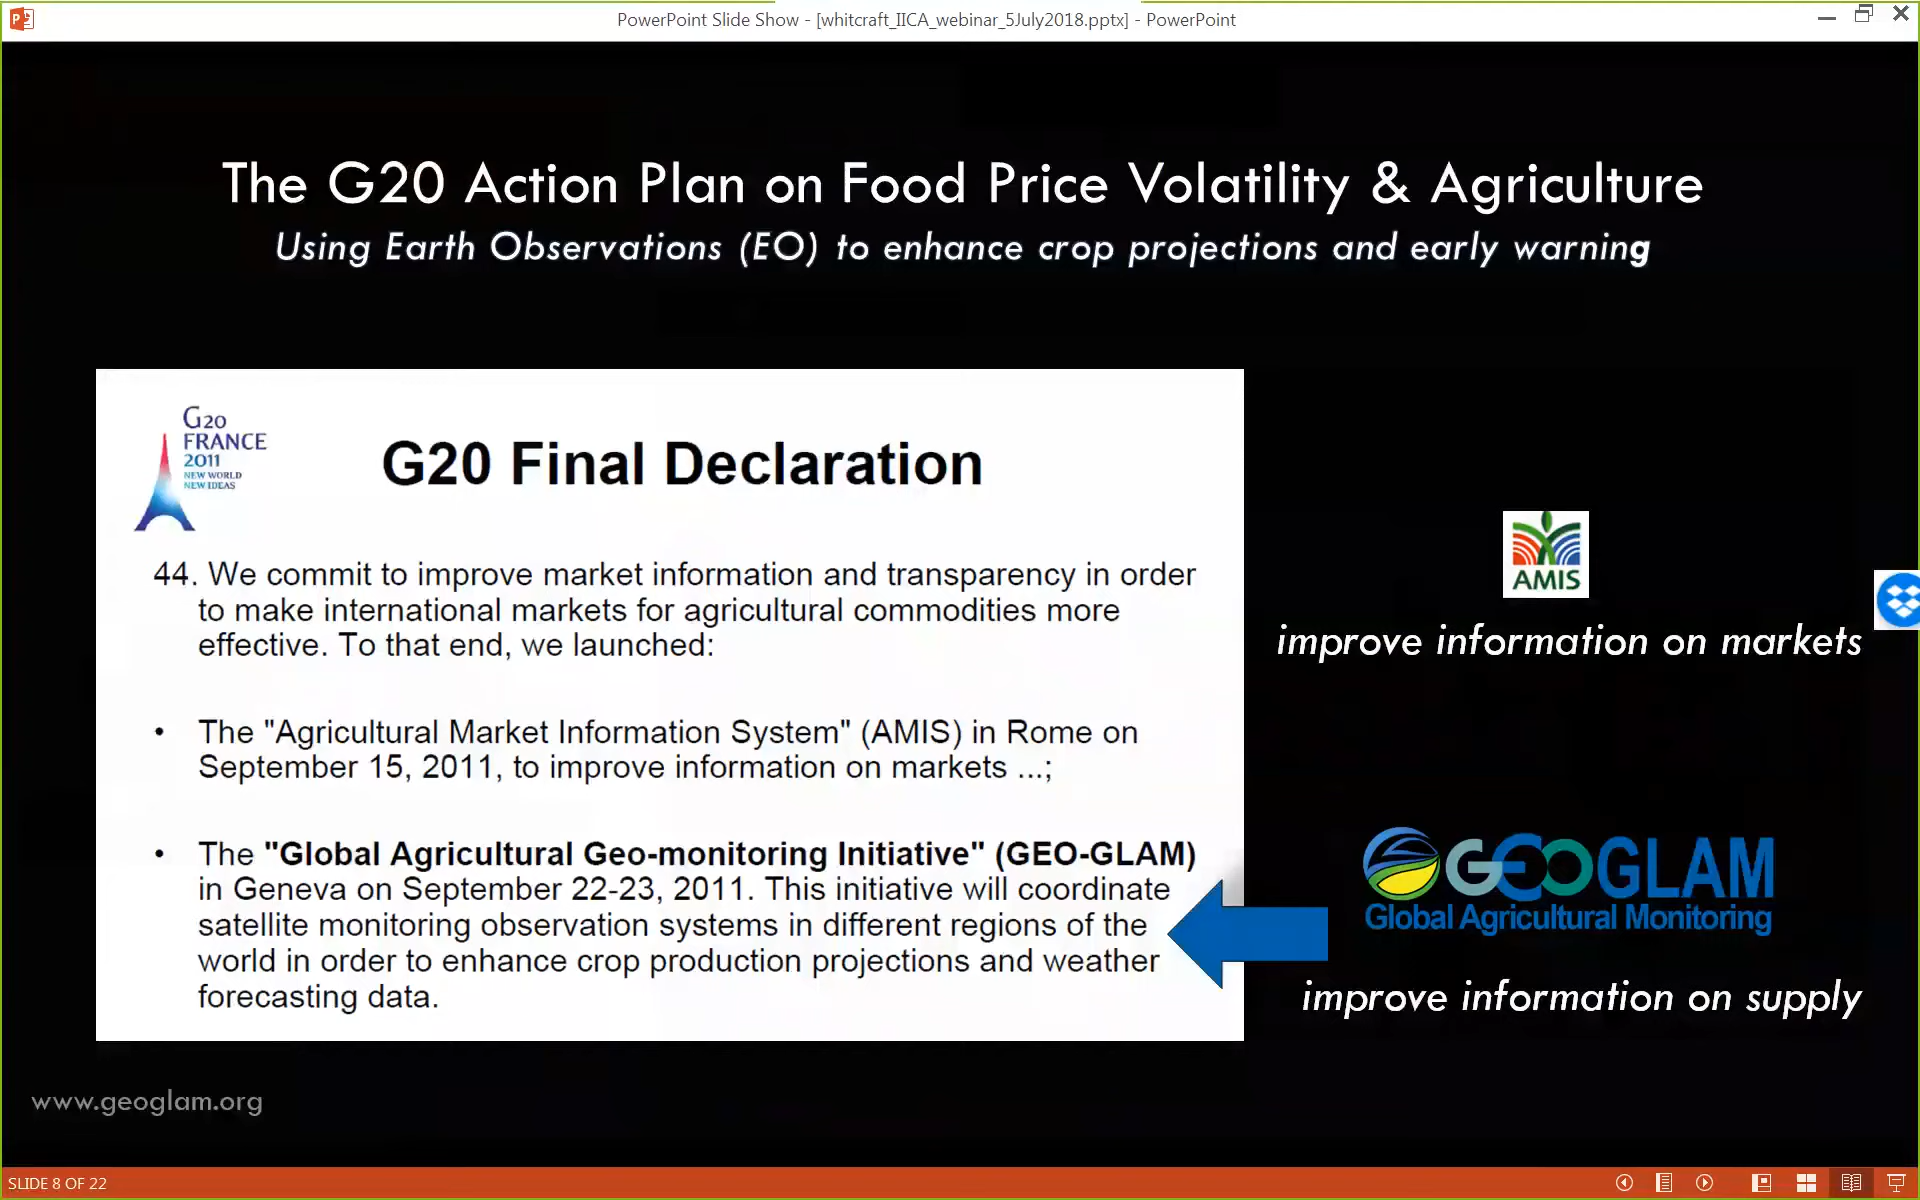 PowerPoint Slide Show - [whitcraft_IICA_webinar_5July2018.pptx] - PowerPoint
The G20 Action Plan on Food Price Volatility & Agriculture
Using Earth Observations (EO) to enhance crop projections and early warning
G20
FRANCE
2011
NEW WORLD
NEW IDEAS
G20 Final Declaration
44. We commit to improve market information and transparency in order
to make international markets for agricultural commodities more
effective. To that end, we launched:
• The "Agricultural Market Information System" (AMIS) in Rome on
September 15, 2011, to improve information on markets ...;
• The "Global Agricultural Geo-monitoring Initiative" (GEO-GLAM)
in Geneva on September 22-23, 2011. This initiative will coordinate
satellite monitoring observation systems in different regions of the
world in order to enhance crop production projections and weather
forecasting data.
AMIS
improve information on markets
GEOGLAM
Global Agricultural Monitoring
improve information on supply
www.geoglam.org
SLIDE 8 OF 22